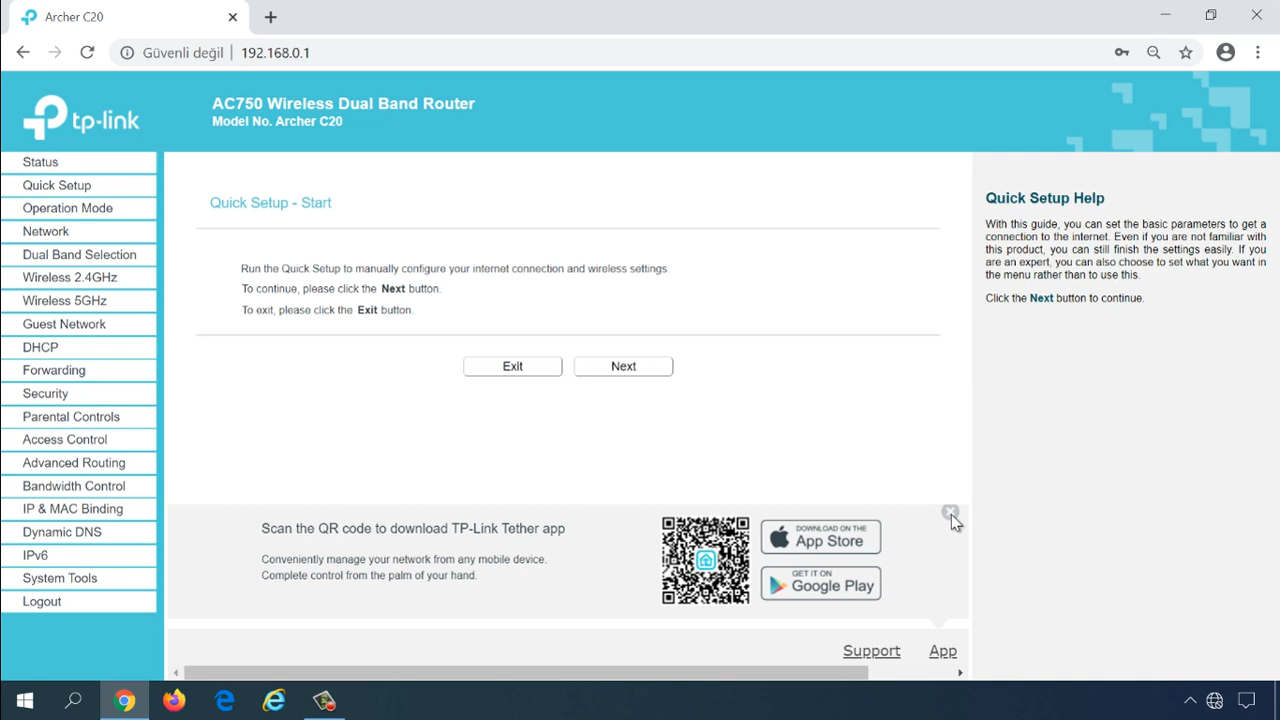 Archer C20
Güvenli değil
192.168.0.1
tp-link
AC750 Wireless Dual Band Router
Model No. Archer C20
Status
Quick Setup
Operation Mode
Network
Dual Band Selection
Wireless 2.4GHz
Wireless 5GHz
Guest Network
DHCP
Forwarding
Security
Parental Controls
Access Control
Advanced Routing
Bandwidth Control
IP & MAC Binding
Dynamic DNS
IPv6
System Tools
Logout
Quick Setup - Start
Run the Quick Setup to manually configure your internet connection and wireless settings.
To continue, please click the Next button.
To exit, please click the Exit button.
Exit
Next
Scan the QR code to download TP-Link Tether app
Conveniently manage your network from any mobile device.
Complete control from the palm of your hand.
DOWNLOAD ON THE
App Store
GET IT ON
Google Play
Support
App
Quick Setup Help
With this guide, you can set the basic parameters to get a
connection to the internet. Even if you are not familiar with
this product, you can still finish the settings easily. If you
are an expert, you can also choose to set what you want in
the menu rather than to use this.
Click the Next button to continue.